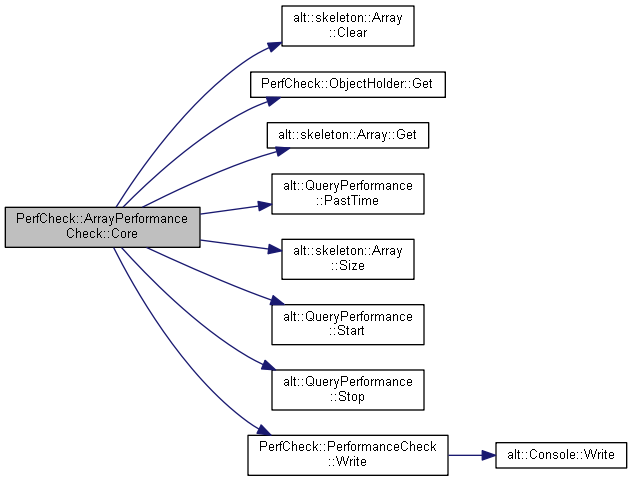 alt::skeleton::Array
::Clear
PerfCheck::ObjectHolder::Get
alt::skeleton::Array::Get
alt::QueryPerformance
::PastTime
PerfCheck::ArrayPerformance
Check::Core
alt::skeleton::Array
::Size
alt::QueryPerformance
::Start
alt::QueryPerformance
::Stop
PerfCheck::PerformanceCheck
::Write
alt::Console::Write